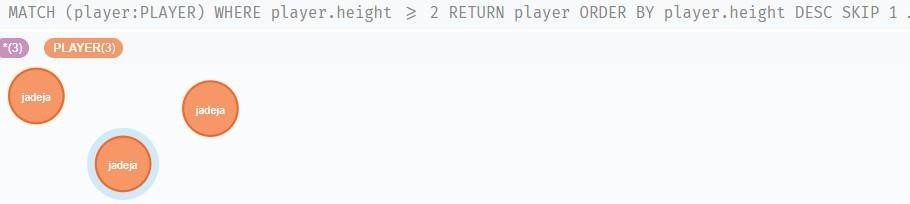 MATCH (player:PLAYER) WHERE player.height ⩾ 2 RETURN player ORDER BY player.height DESC SKIP 1 .
*(3) PLAYER(3)
jadeja
jadeja
jadeja